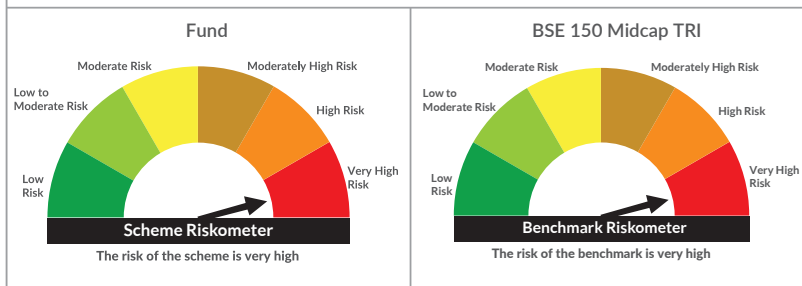 Fund
Moderate Risk
Moderately High Risk
Low to
Moderate Risk
High Risk
Low
Risk
Very High
Risk
Scheme Riskometer
The risk of the scheme is very high
BSE 150 Midcap TRI
Moderate Risk
Moderately High Risk
Low to
Moderate Risk
High Risk
Low
Risk
Very High
Risk
Benchmark Riskometer
The risk of the benchmark is very high